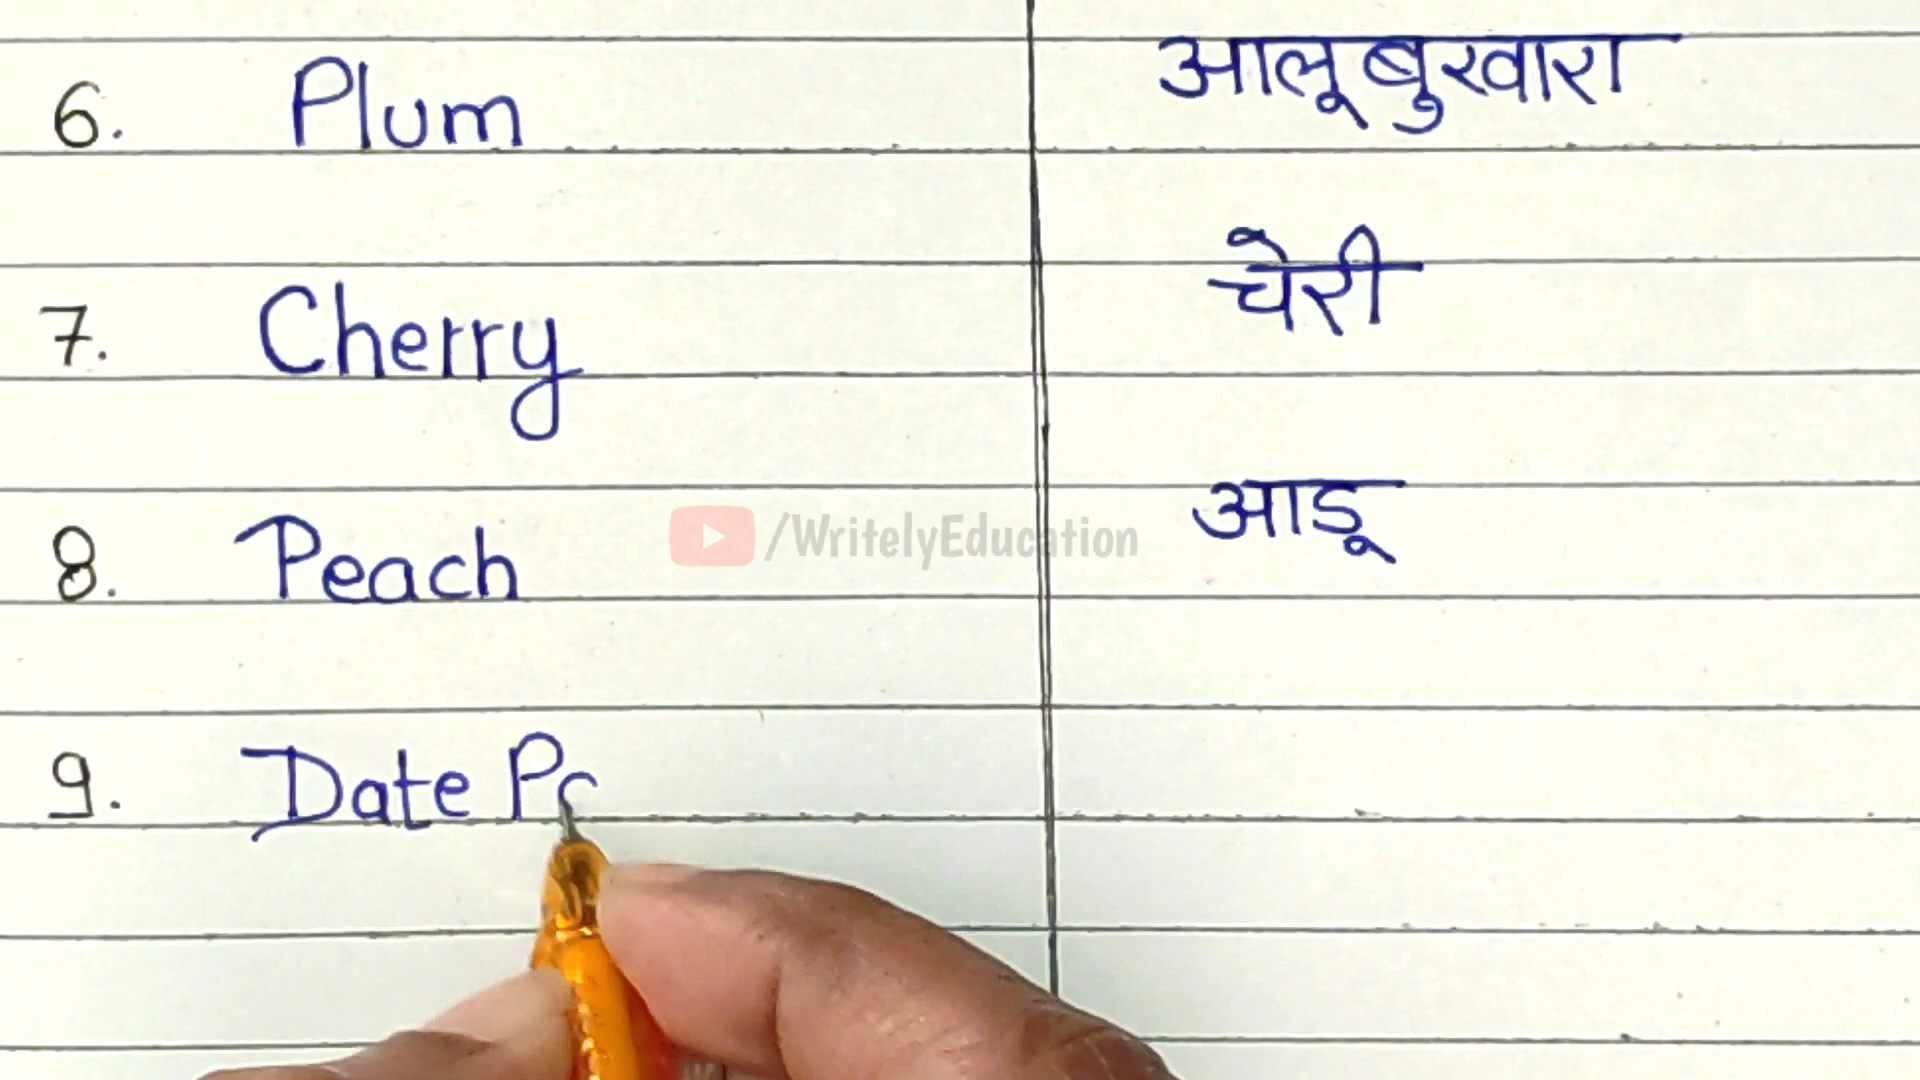 6. Plum आलूबुखारा
7. Cherry चेरी
8. Peach आडू
/WritelyEducation
9. Date